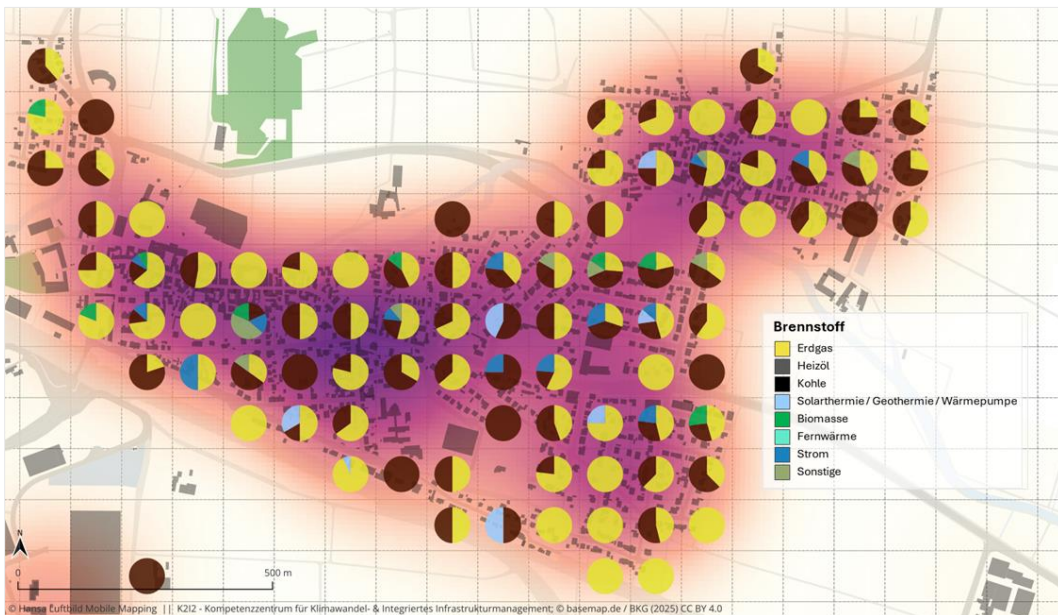 Brennstoff
Erdgas
Heizöl
Kohle
Solarthermie / Geothermie / Wärmepumpe
Biomasse
Fernwärme
Strom
Sonstige
N
0 500 m
© Hansa Luftbild Mobile Mapping || K2I2 - Kompetenzzentrum für Klimawandel- & Integriertes Infrastrukturmanagement; © basemap.de / BKG (2025) CC BY 4.0